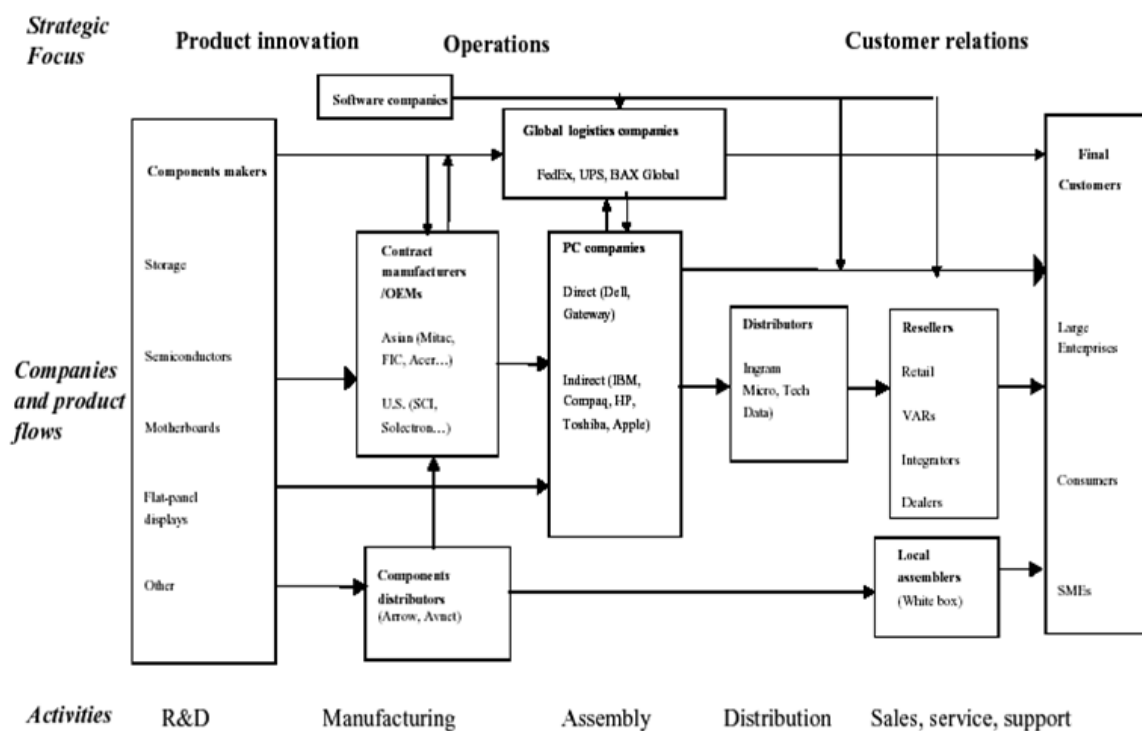 Strategic
Focus
Product innovation
Operations
Customer relations
Software companies
Global logistics companies
FedEx, UPS, BAX Global
Components makers
Storage
Semiconductors
Motherboards
Flat-panel
displays
Other
Contract
manufacturers
/OEMs
Asian (Mitac,
FIC, Acer...)
U.S. (SCI,
Solectron...)
PC companies
Direct (Dell,
Gateway)
Indirect (IBM,
Compaq, HP,
Toshiba, Apple)
Distributors
Ingram
Micro, Tech
Data)
Resellers
Retail
VARs
Integrators
Dealers
Final
Customers
Large
Enterprises
Consumers
SMEs
Companies
and product
flows
Components
distributors
(Arrow, Avnet)
Local
assemblers
(White box)
Activities
R&D
Manufacturing
Assembly
Distribution
Sales, service, support